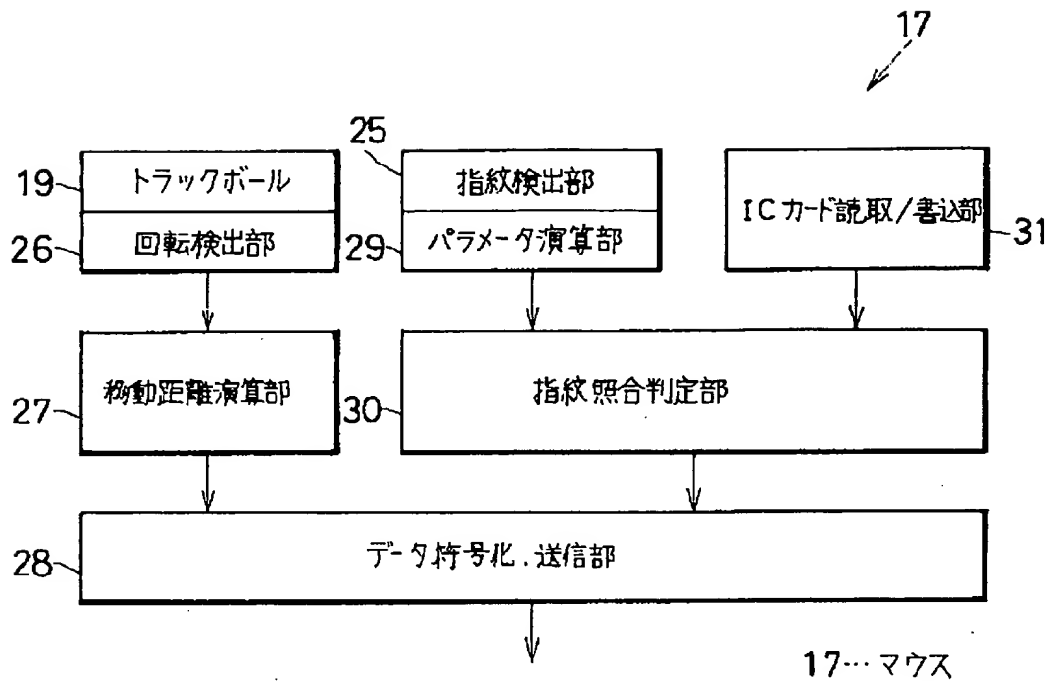 17
25
19 トラックボール
指紋検出部
ICカード読取/書込部 31
26 回転検出部
29 パラメータ演算部
27 移動距離演算部
30 指紋照合判定部
28 データ符号化.送信部
17…マウス